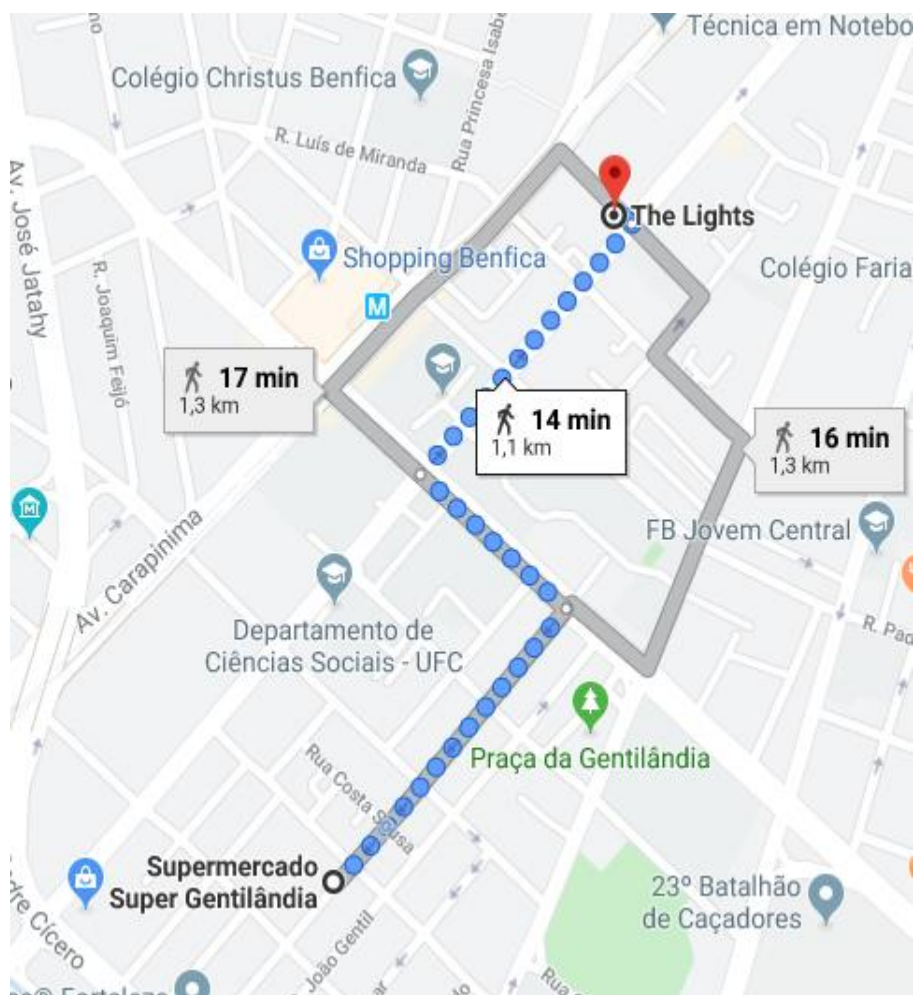 Técnica em Notebo
Colégio Christus Benfica
Rua Princesa Isab
R. Luís de Miranda
The Lights
Av. José Jatahy
Shopping Benfica
Colégio Faria
R. Joaquim Feijó
M
17 min
1,3 km
14 min
1,1 km
16 min
1,3 km
FB Jovem Central
Av. Carapinima
Departamento de
Ciências Sociais - UFC
R. Pad
Praça da Gentilândia
Rua Costa Sousa
Supermercado
Super Gentilândia
23º Batalhão
de Caçadores
dre Cícero
João Gentil